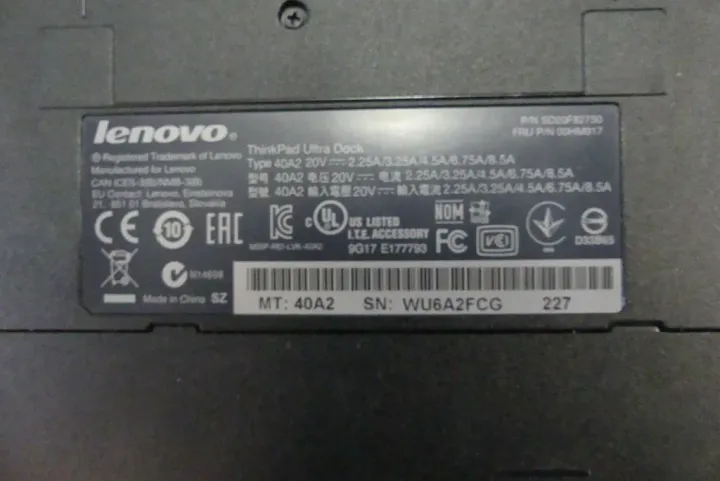 lenovo®
P/N SD20F82750
FRU P/N 00HM917
ThinkPad Ultra Dock
® Registered Trademark of Lenovo
Type 40A2 20V⎓ 2.25A/3.25A/4.5A/6.75A/8.5A
Manufactured for Lenovo
型号 40A2 电压 20V⎓ 电流 2.25A/3.25A/4.5A/6.75A/8.5A
CAN ICES-3(B)/NMB-3(B)
型號 40A2 輸入電壓 20V⎓ 輸入電流 2.25A/3.25A/4.5A/6.75A/8.5A
EU Contact: Lenovo, Einsteinova
21, 851 01 Bratislava, Slovakia
CE 10 EAC
c UL US LISTED
I.T.E. ACCESSORY
9G17 E177793
NOM
FC
VCI
N14698
Made in China SZ
MT: 40A2 SN: WU6A2FCG 227